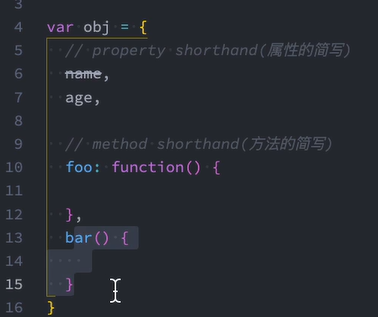 3
4 var obj = {
5   // property shorthand(属性的简写)
6   name,
7   age,
8
9   // method shorthand(方法的简写)
10   foo: function() {
11
12   },
13   bar() {
14
15   }
16 }